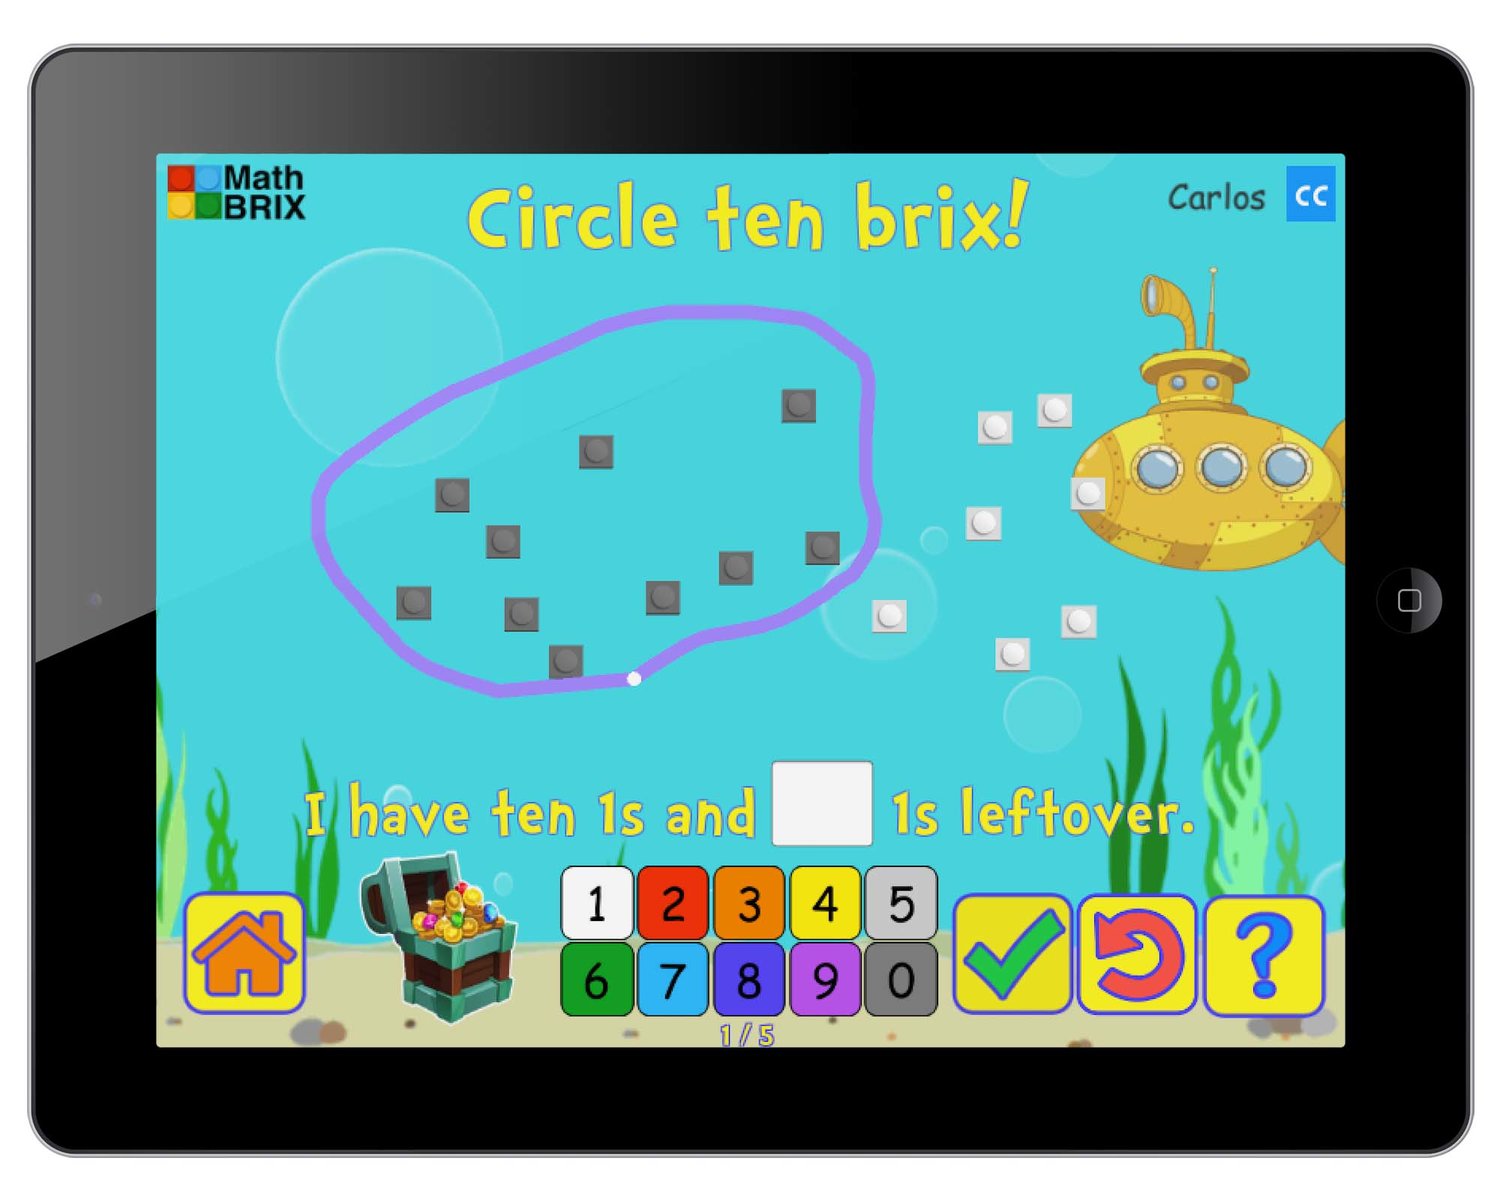 Math
BRIX
Circle ten brix!
Carlos
CC
I have ten 1s and 1s leftover.
1 2 3 4 5
6 7 8 9 0
?
1/5